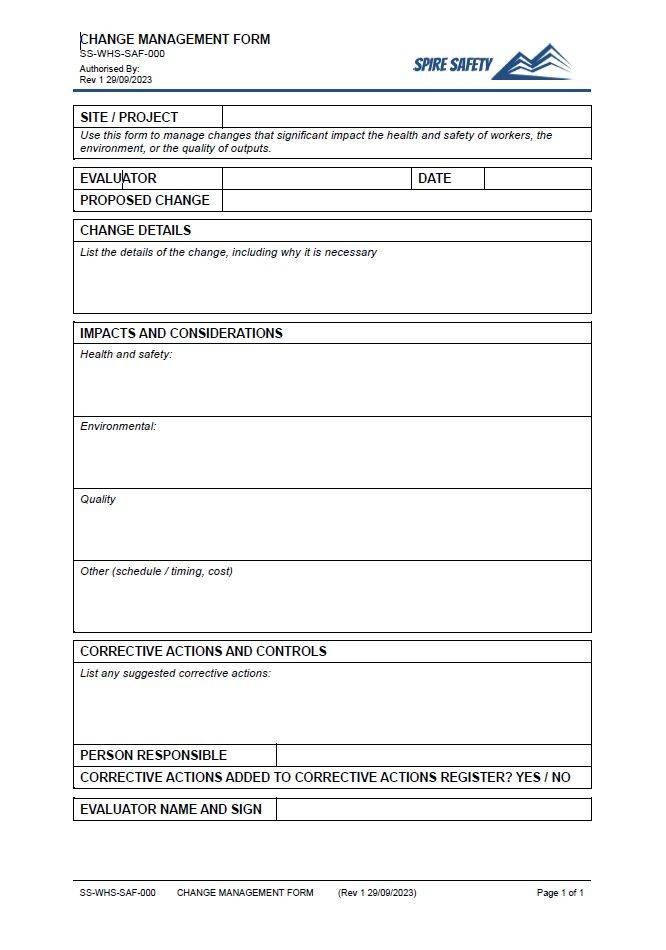 CHANGE MANAGEMENT FORM
SS-WHS-SAF-000
Authorised By:
Rev 1 29/09/2023
SPIRE SAFETY
SITE / PROJECT
Use this form to manage changes that significant impact the health and safety of workers, the
environment, or the quality of outputs.
EVALUATOR DATE
PROPOSED CHANGE
CHANGE DETAILS
List the details of the change, including why it is necessary
IMPACTS AND CONSIDERATIONS
Health and safety:
Environmental:
Quality
Other (schedule / timing, cost)
CORRECTIVE ACTIONS AND CONTROLS
List any suggested corrective actions:
PERSON RESPONSIBLE
CORRECTIVE ACTIONS ADDED TO CORRECTIVE ACTIONS REGISTER? YES / NO
EVALUATOR NAME AND SIGN
SS-WHS-SAF-000 CHANGE MANAGEMENT FORM (Rev 1 29/09/2023) Page 1 of 1